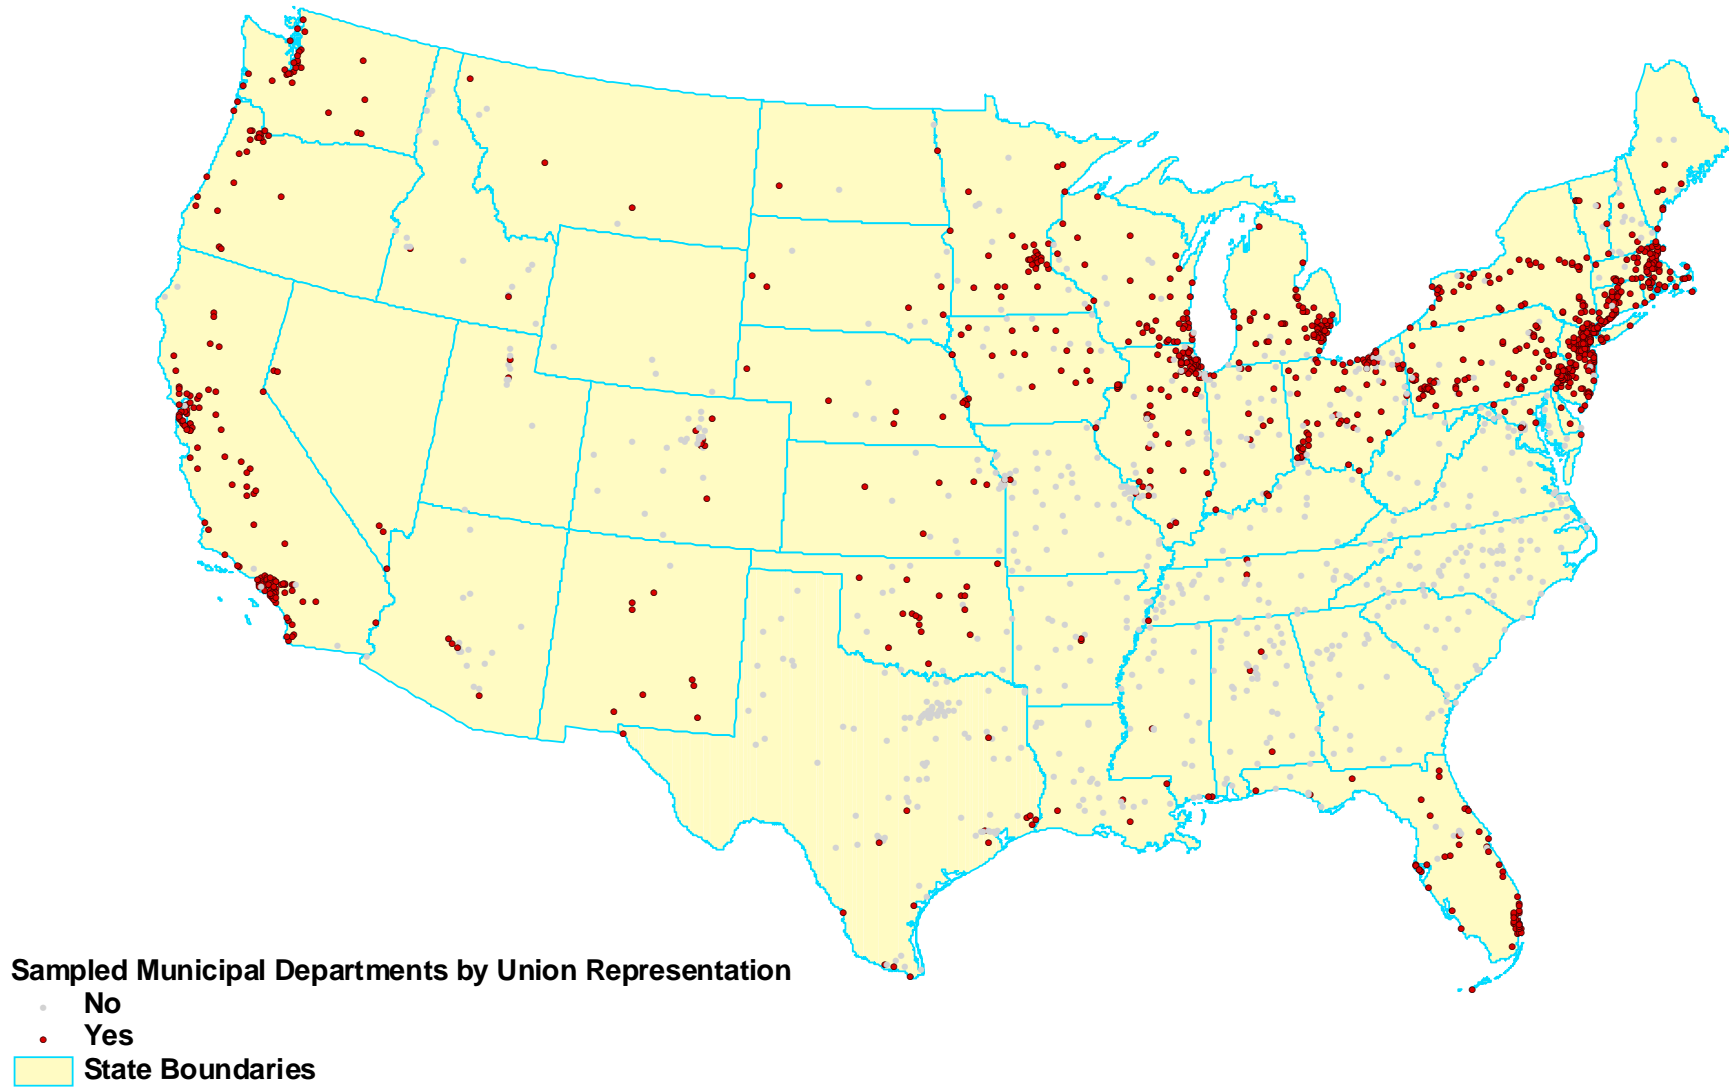 Sampled Municipal Departments by Union Representation
No
Yes
State Boundaries